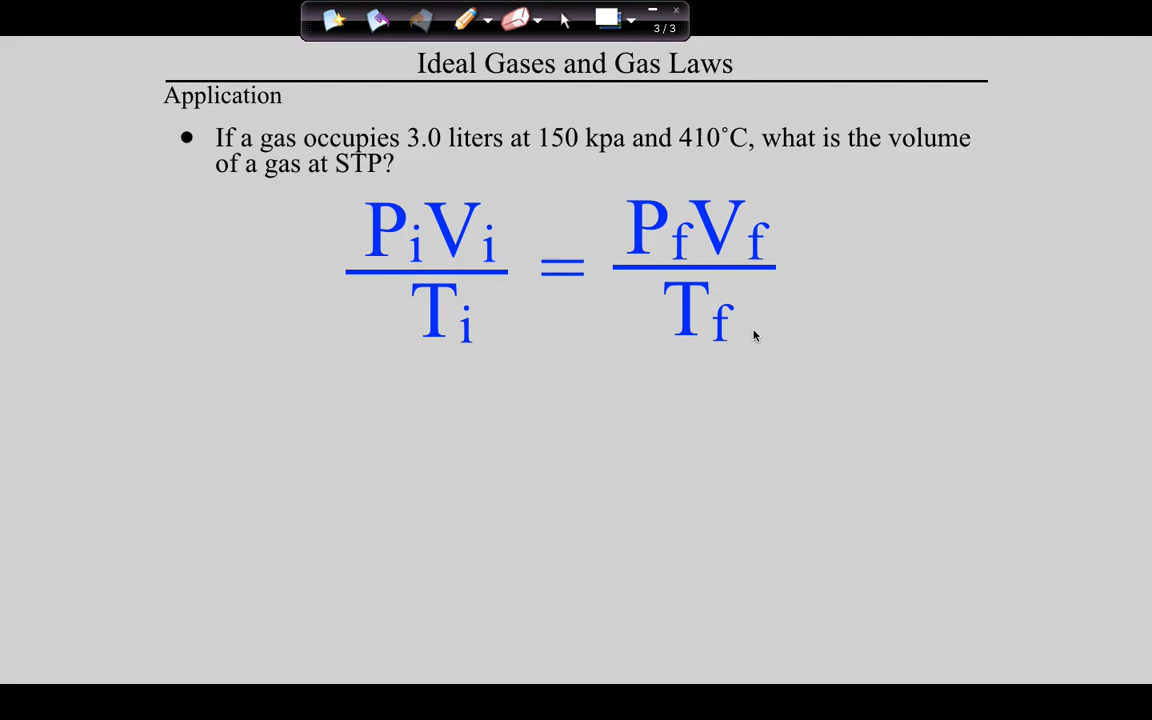 3 / 3
Ideal Gases and Gas Laws
Application
● If a gas occupies 3.0 liters at 150 kpa and 410˚C, what is the volume
of a gas at STP?
PiVi / Ti = PfVf / Tf